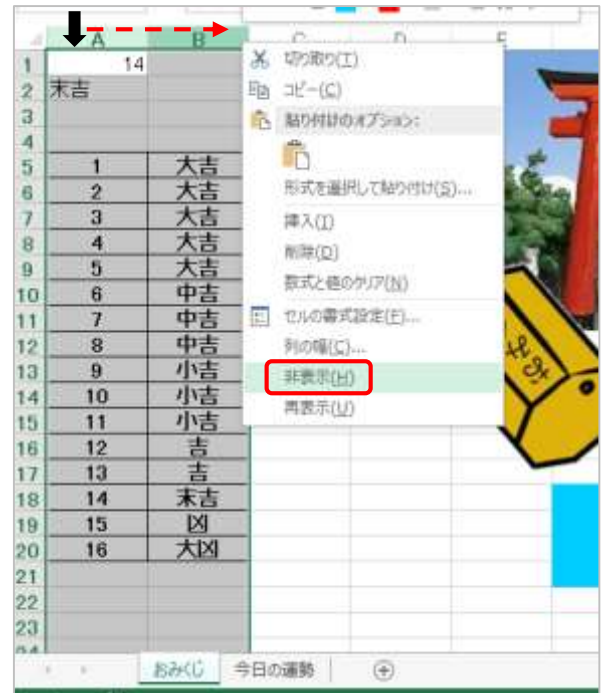 A B C D E
1 14
2 末吉
3
4
5 1 大吉
6 2 大吉
7 3 大吉
8 4 大吉
9 5 大吉
10 6 中吉
11 7 中吉
12 8 中吉
13 9 小吉
14 10 小吉
15 11 小吉
16 12 吉
17 13 吉
18 14 末吉
19 15 凶
20 16 大凶
21
22
23
24
切り取り(T)
コピー(C)
貼り付けのオプション:
形式を選択して貼り付け(S)...
挿入(I)
削除(D)
数式と値のクリア(N)
セルの書式設定(F)...
列の幅(C)...
非表示(H)
再表示(U)
おみくじ
おみくじ 今日の運勢